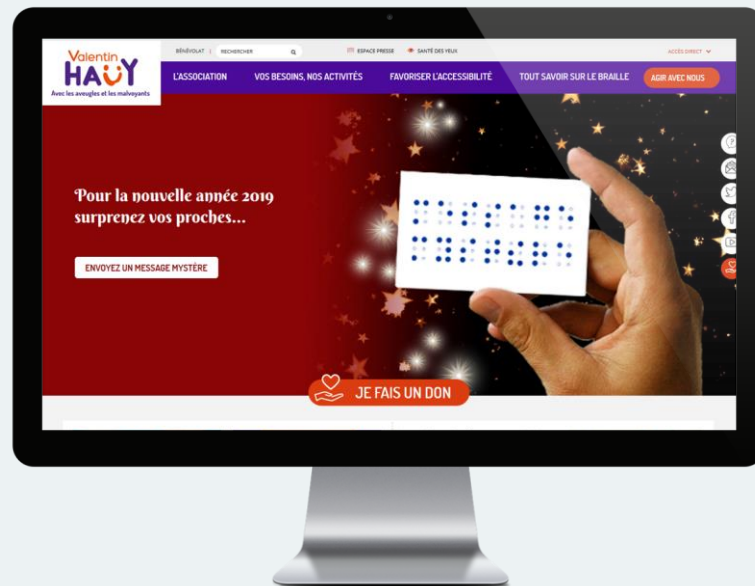 Valentin
HAÜY
Avec les aveugles et les malvoyants
BÉNÉVOLAT
RECHERCHER
ESPACE PRESSE
SANTÉ DES YEUX
ACCÈS DIRECT
L'ASSOCIATION
VOS BESOINS, NOS ACTIVITÉS
FAVORISER L'ACCESSIBILITÉ
TOUT SAVOIR SUR LE BRAILLE
AGIR AVEC NOUS
Pour la nouvelle année 2019
surprenez vos proches...
ENVOYEZ UN MESSAGE MYSTÈRE
JE FAIS UN DON